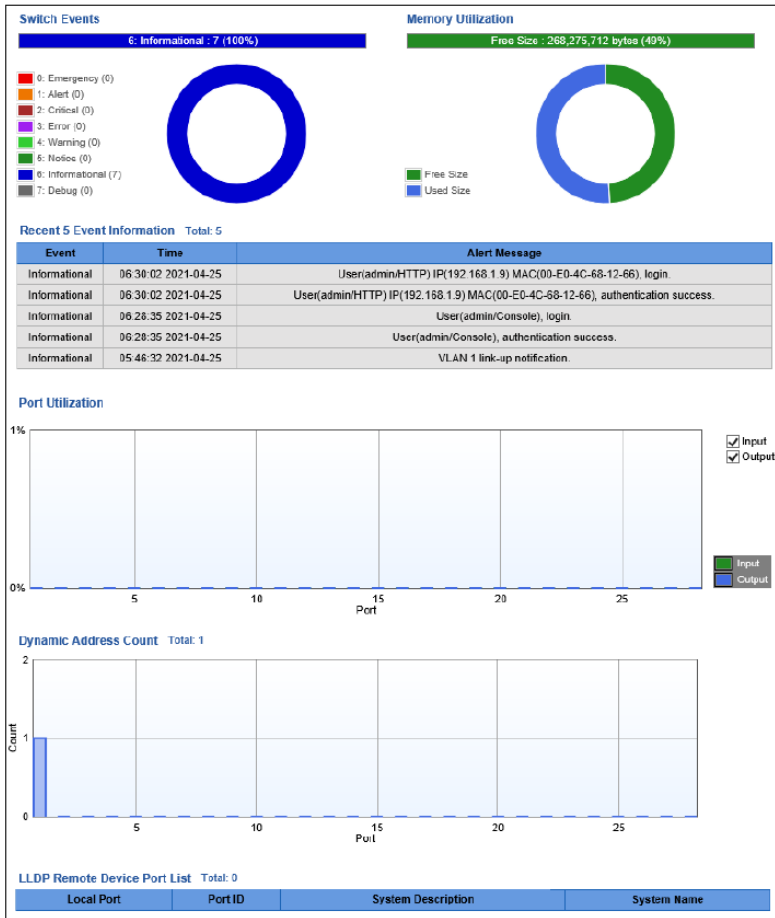 Switch Events
6: Informational : 7 (100%)
0: Emergency (0)
1: Alert (0)
2: Critical (0)
3: Error (0)
4: Warning (0)
5: Notice (0)
6: Informational (7)
7: Debug (0)
Memory Utilization
Free Size : 268,275,712 bytes (49%)
Free Size
Used Size
Recent 5 Event Information Total: 5
Event Time Alert Message
Informational 06:30:02 2021-04-25 User(admin/HTTP) IP(192.168.1.9) MAC(00-E0-4C-68-12-66), login.
Informational 06:30:02 2021-04-25 User(admin/HTTP) IP(192.168.1.9) MAC(00-E0-4C-68-12-66), authentication success.
Informational 06:28:35 2021-04-25 User(admin/Console), login.
Informational 06:28:35 2021-04-25 User(admin/Console), authentication success.
Informational 05:46:32 2021-04-25 VLAN 1 link-up notification.
Port Utilization
1%
Input
Output
Input
Output
0%
5 10 15 20 25
Port
Dynamic Address Count Total: 1
2
Count
1
0
5 10 15 20 25
Port
LLDP Remote Device Port List Total: 0
Local Port Port ID System Description System Name